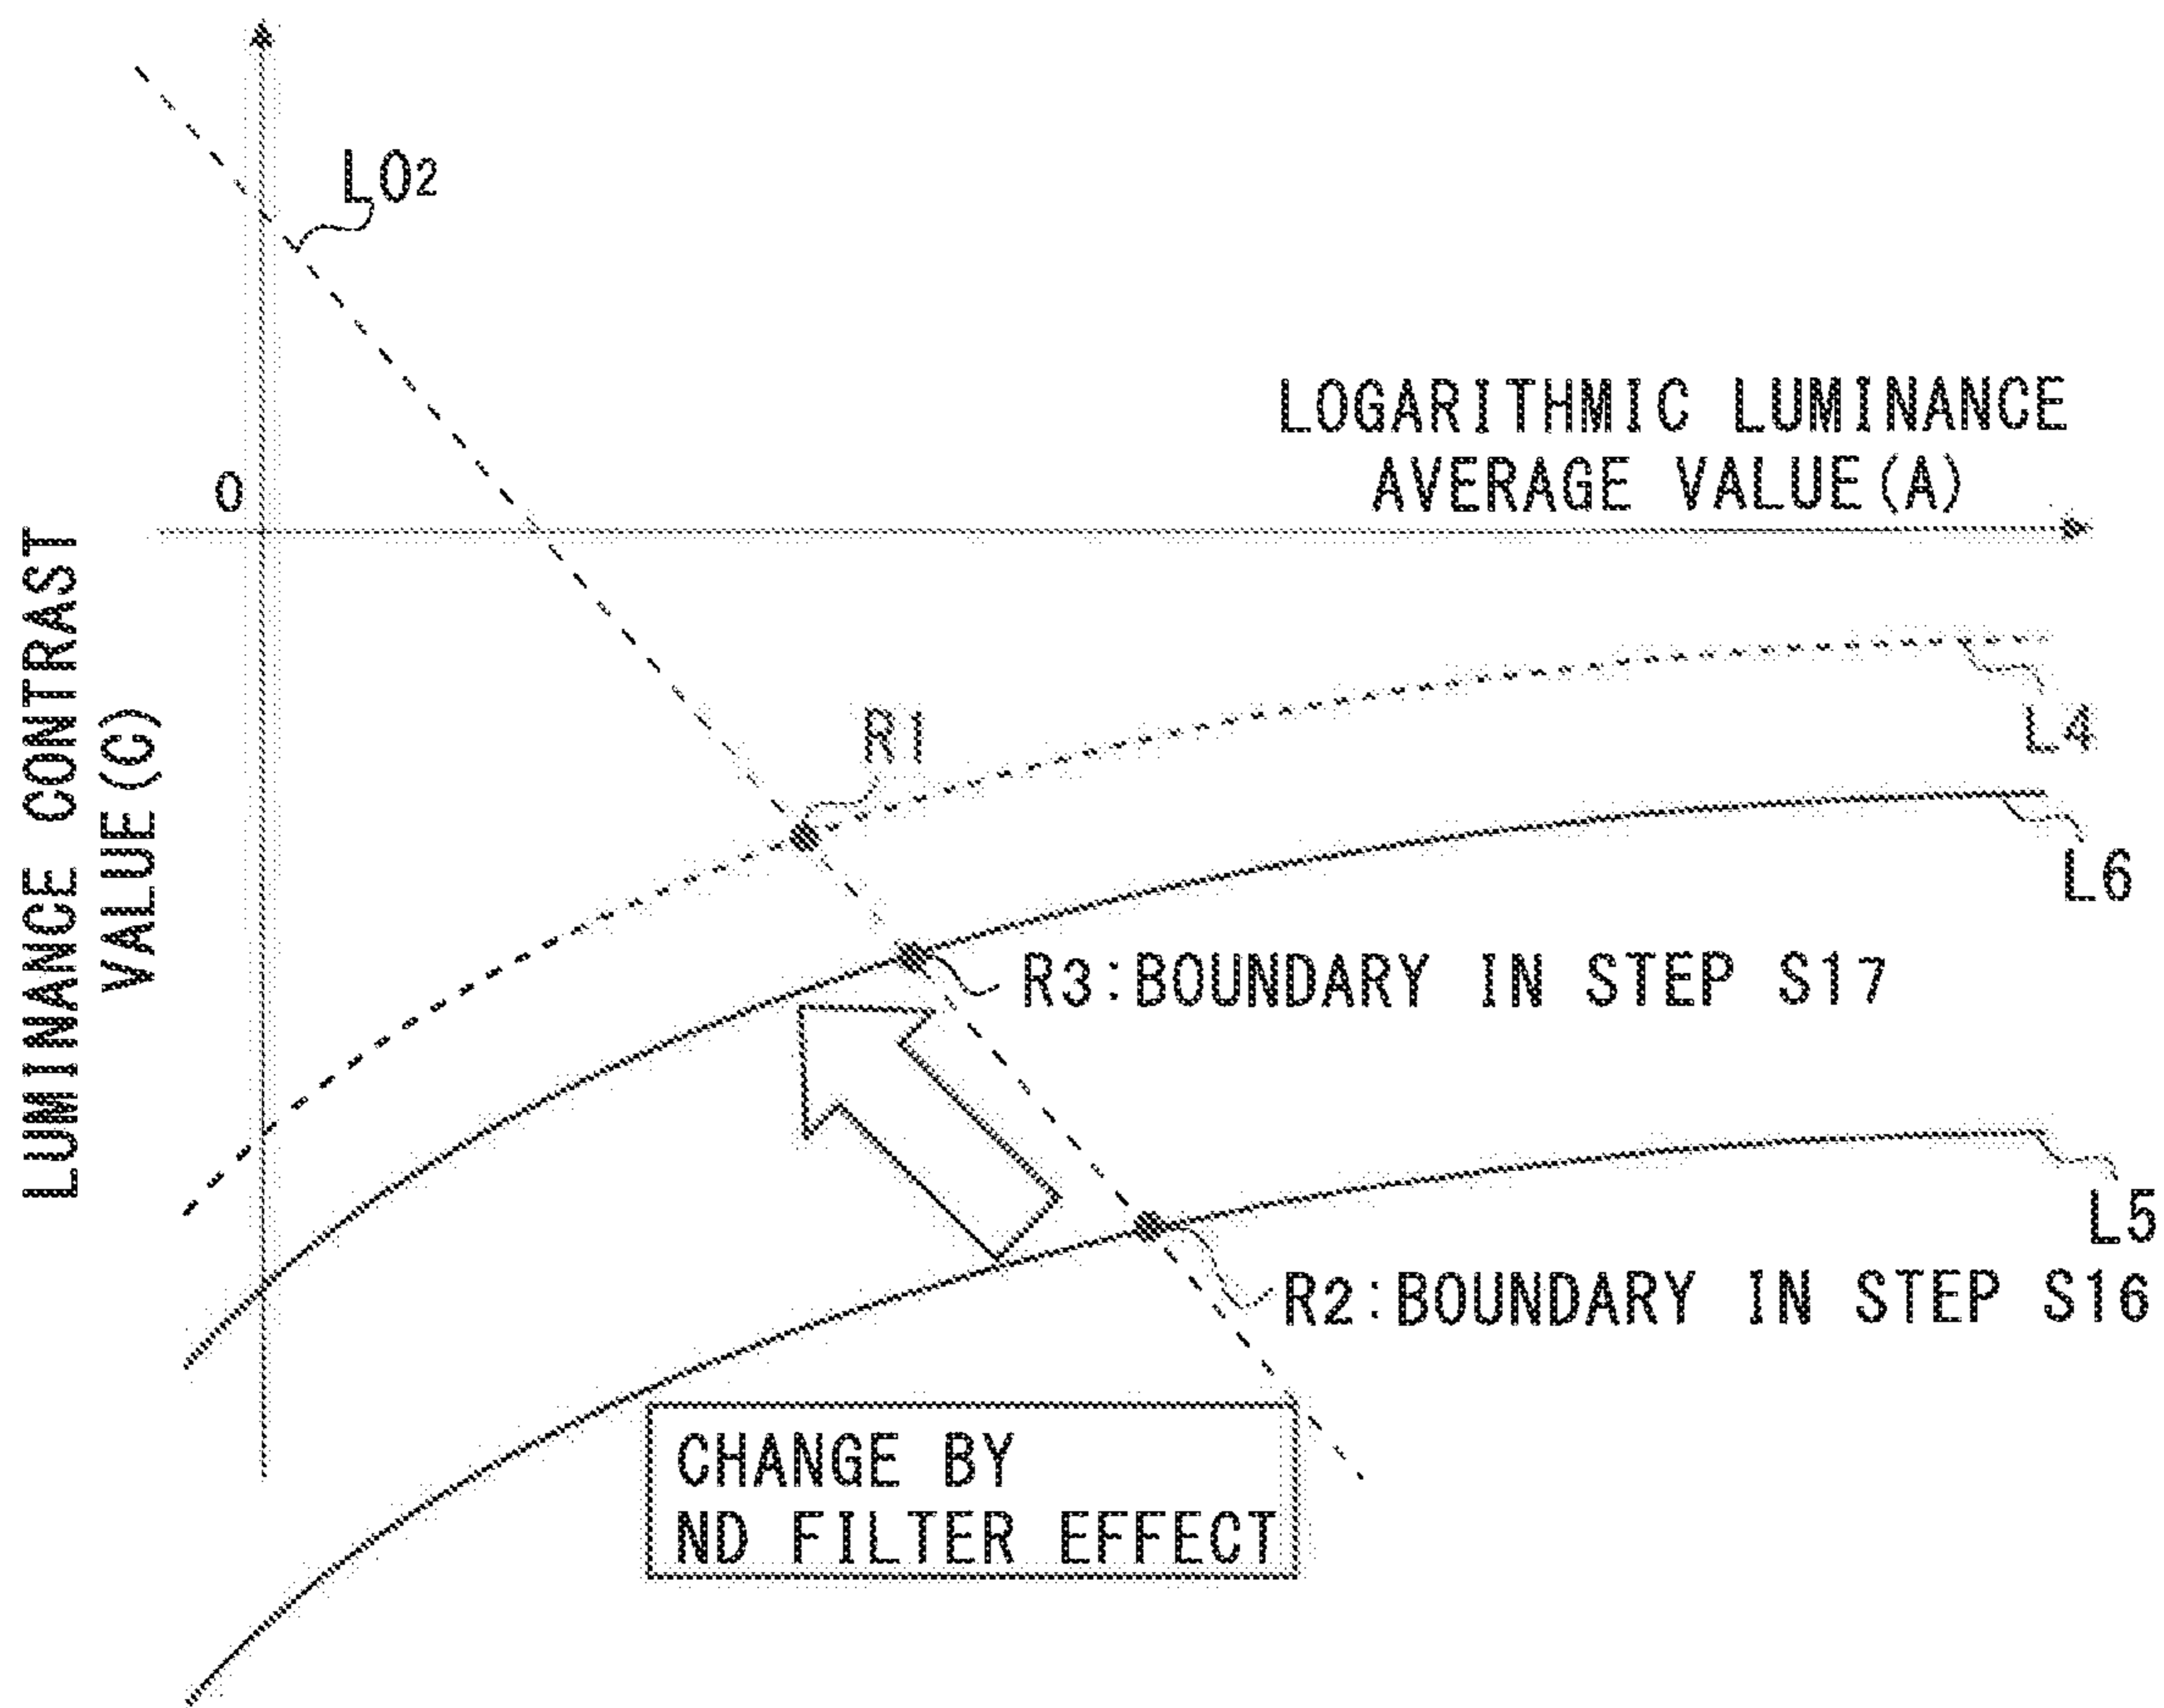 LO2
LOGARITHMIC LUMINANCE
AVERAGE VALUE(A)
0
LUMINANCE CONTRAST
VALUE(C)
R1
L4
L6
R3:BOUNDARY IN STEP S17
L5
R2:BOUNDARY IN STEP S16
CHANGE BY
ND FILTER EFFECT